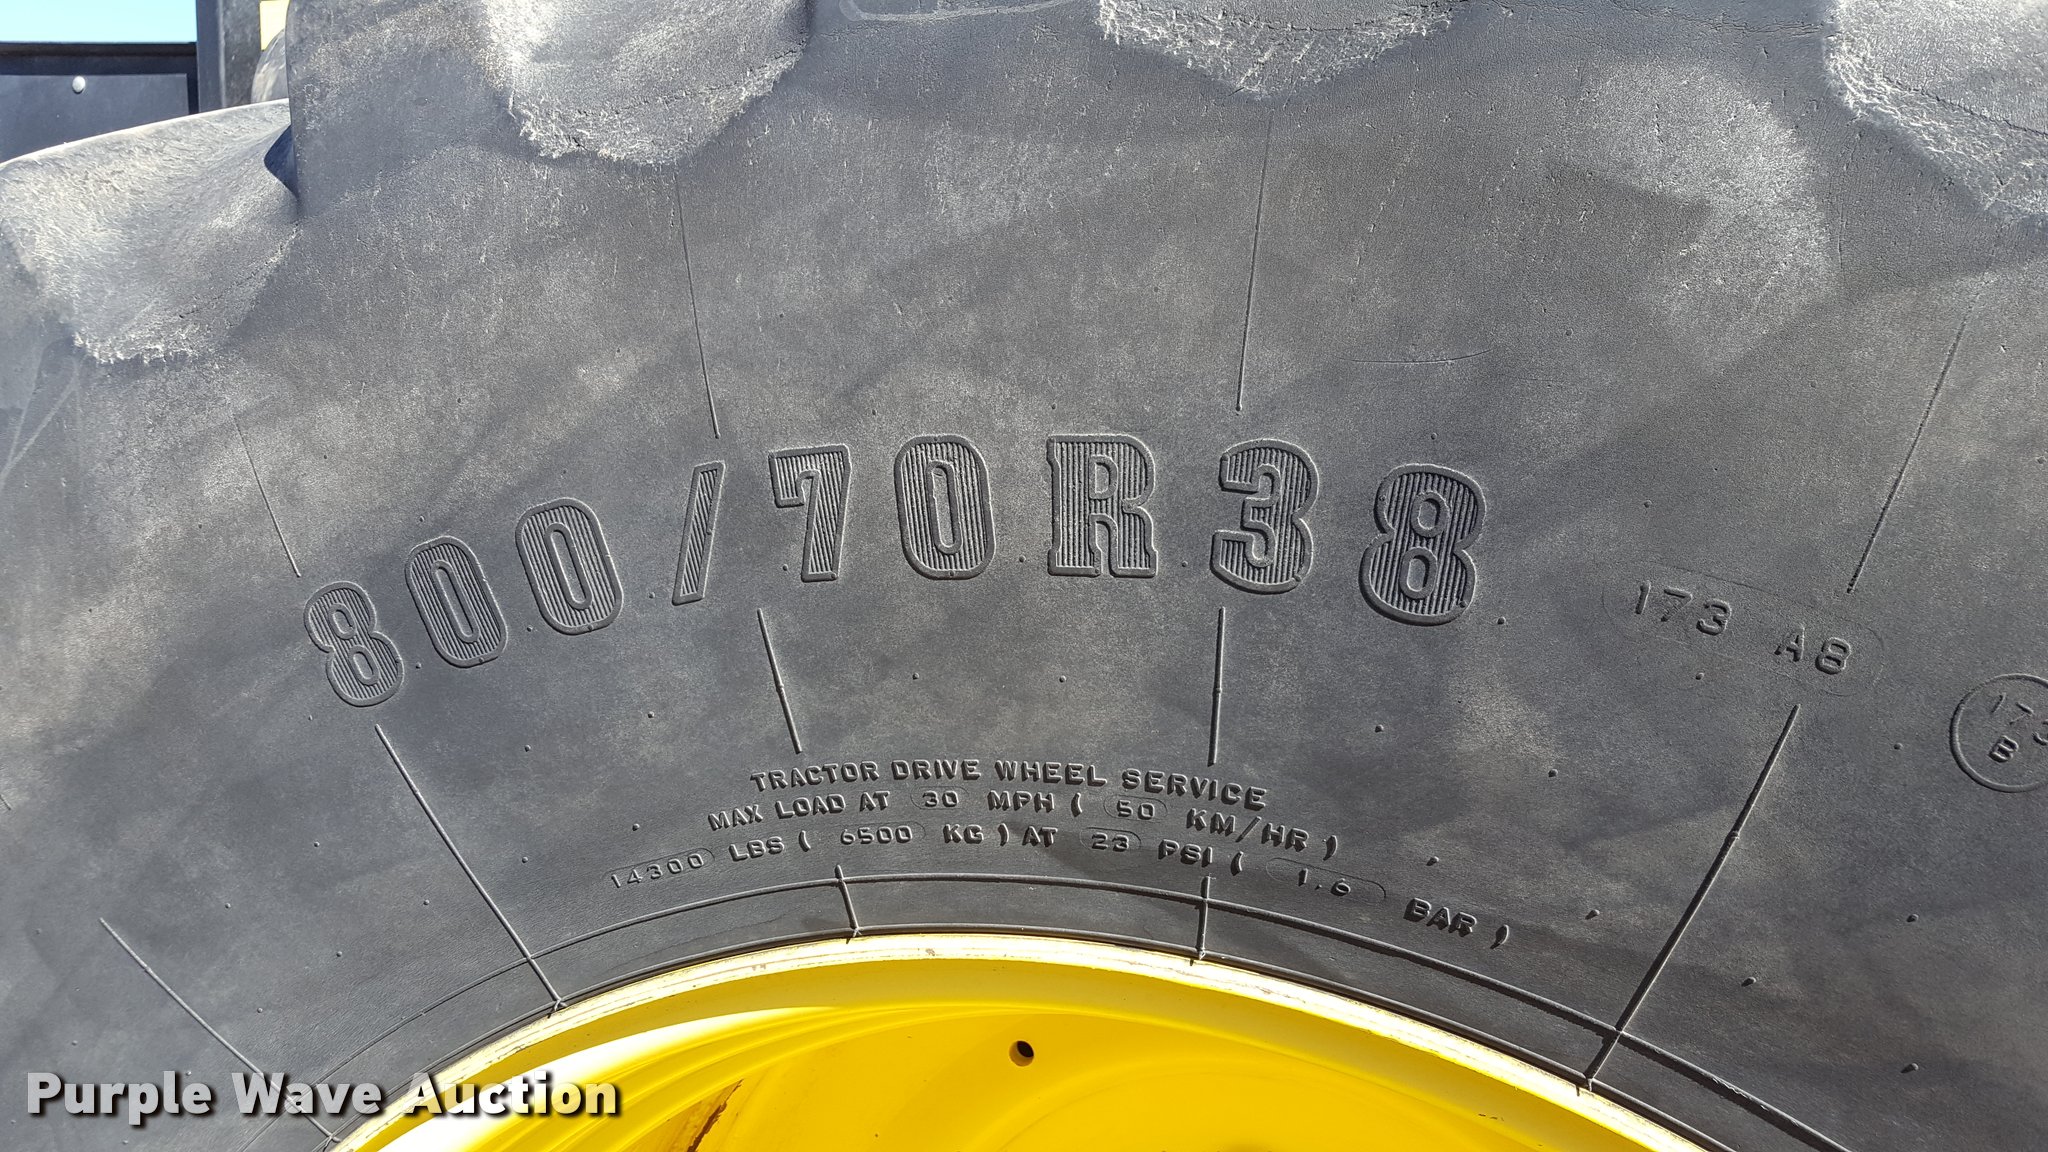 800/70R38
173 A8
173
B
TRACTOR DRIVE WHEEL SERVICE
MAX LOAD AT 30 MPH ( 50 KM/HR )
14300 LBS ( 6500 KG ) AT 23 PSI ( 1.6 BAR )
Purple Wave Auction